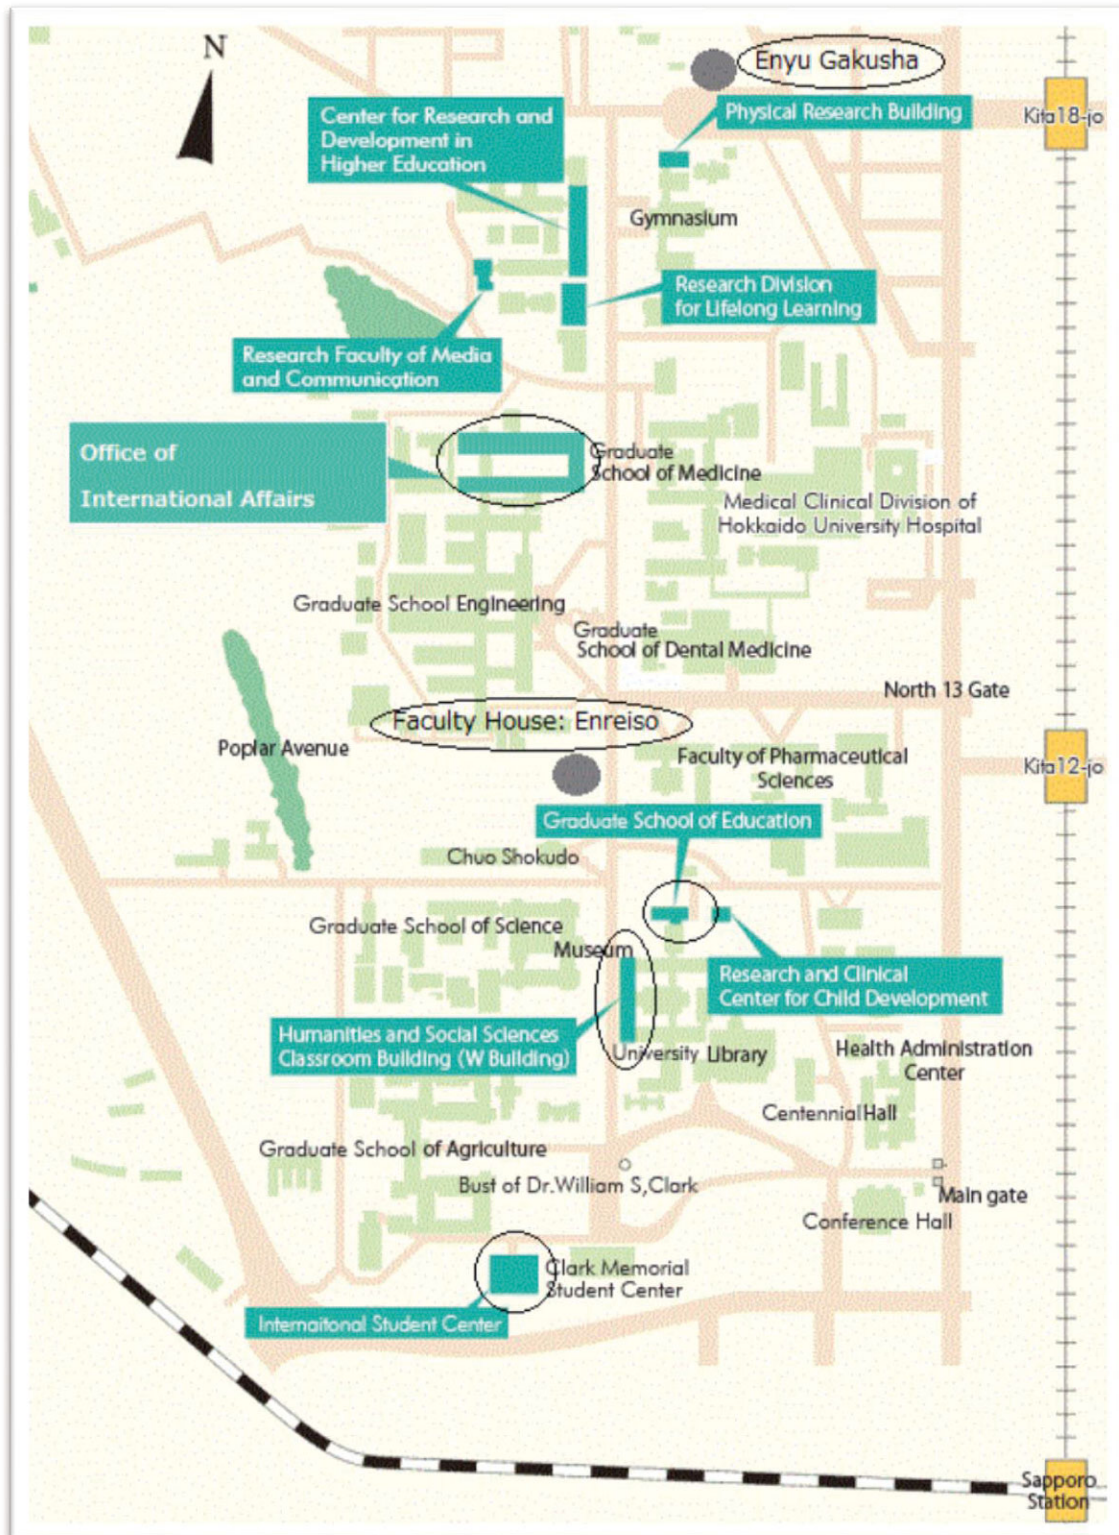 N
Enyu Gakusha
Center for Research and
Development in
Higher Education
Physical Research Building
Kita18-jo
Gymnasium
Research Division
for Lifelong Learning
Research Faculty of Media
and Communication
Office of
International Affairs
Graduate
School of Medicine
Medical Clinical Division of
Hokkaido University Hospital
Graduate School Engineering
Graduate
School of Dental Medicine
North 13 Gate
Faculty House: Enreiso
Poplar Avenue
Faculty of Pharmaceutical
Sciences
Kita12-jo
Graduate School of Education
Chuo Shokudo
Graduate School of Science
Museum
Research and Clinical
Center for Child Development
Humanities and Social Sciences
Classroom Building (W Building)
University Library
Health Administration
Center
Centennial Hall
Graduate School of Agriculture
Bust of Dr.William S,Clark
Main gate
Conference Hall
Clark Memorial
Student Center
Internaitonal Student Center
Sapporo
Station